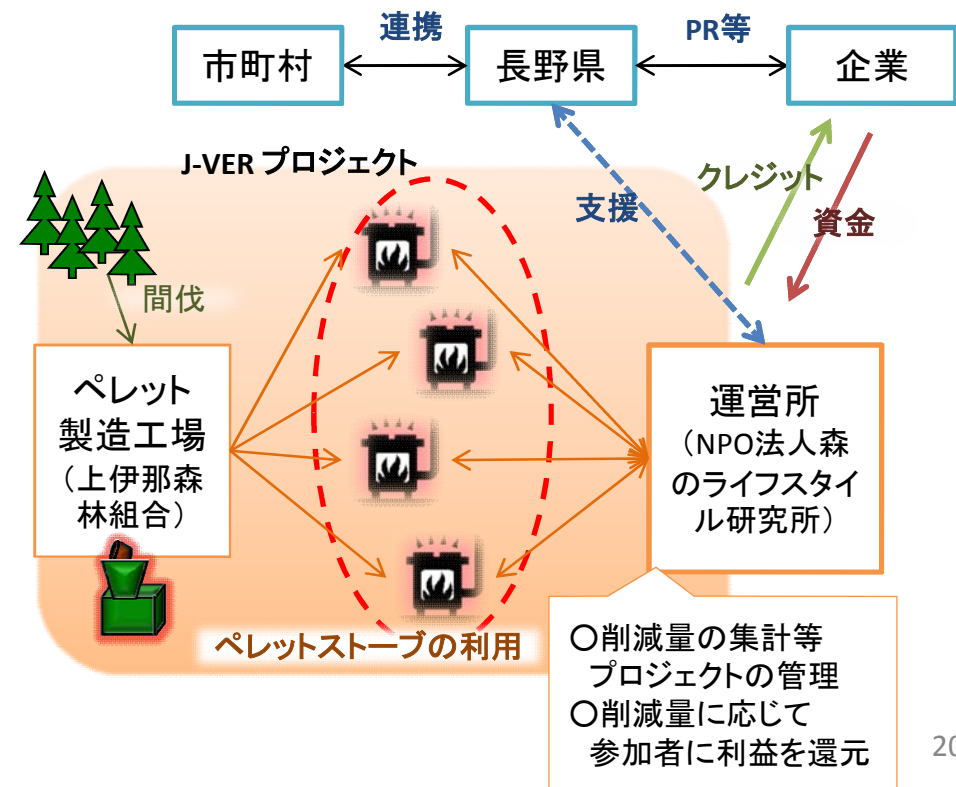 連携
PR等
市町村
長野県
企業
J-VER プロジェクト
クレジット
支援
資金
間伐
ペレット
製造工場
（上伊那森
林組合）
運営所
（NPO法人森
のライフスタイ
ル研究所）
ペレットストーブの利用
〇削減量の集計等
プロジェクトの管理
〇削減量に応じて
参加者に利益を還元
20